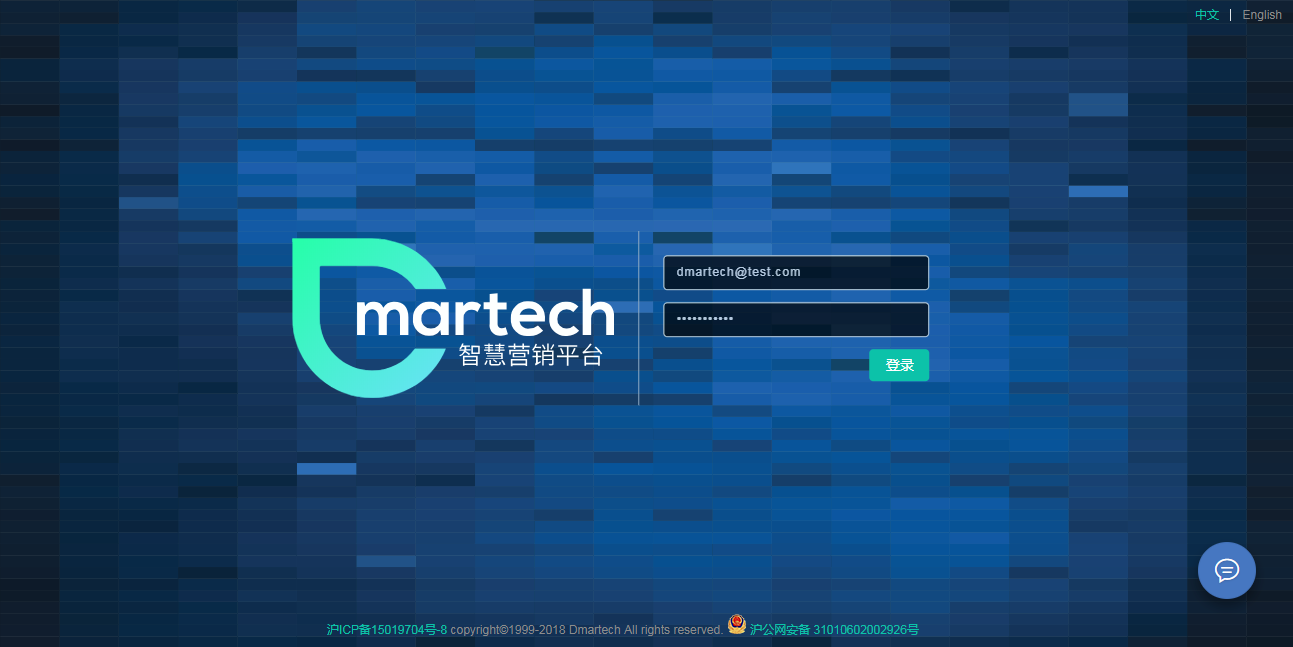 中文 | English
martech
智慧营销平台
dmartech@test.com
•••••••••••
登录
沪ICP备15019704号-8 copyright©1999-2018 Dmartech All rights reserved. 沪公网安备 31010602002926号